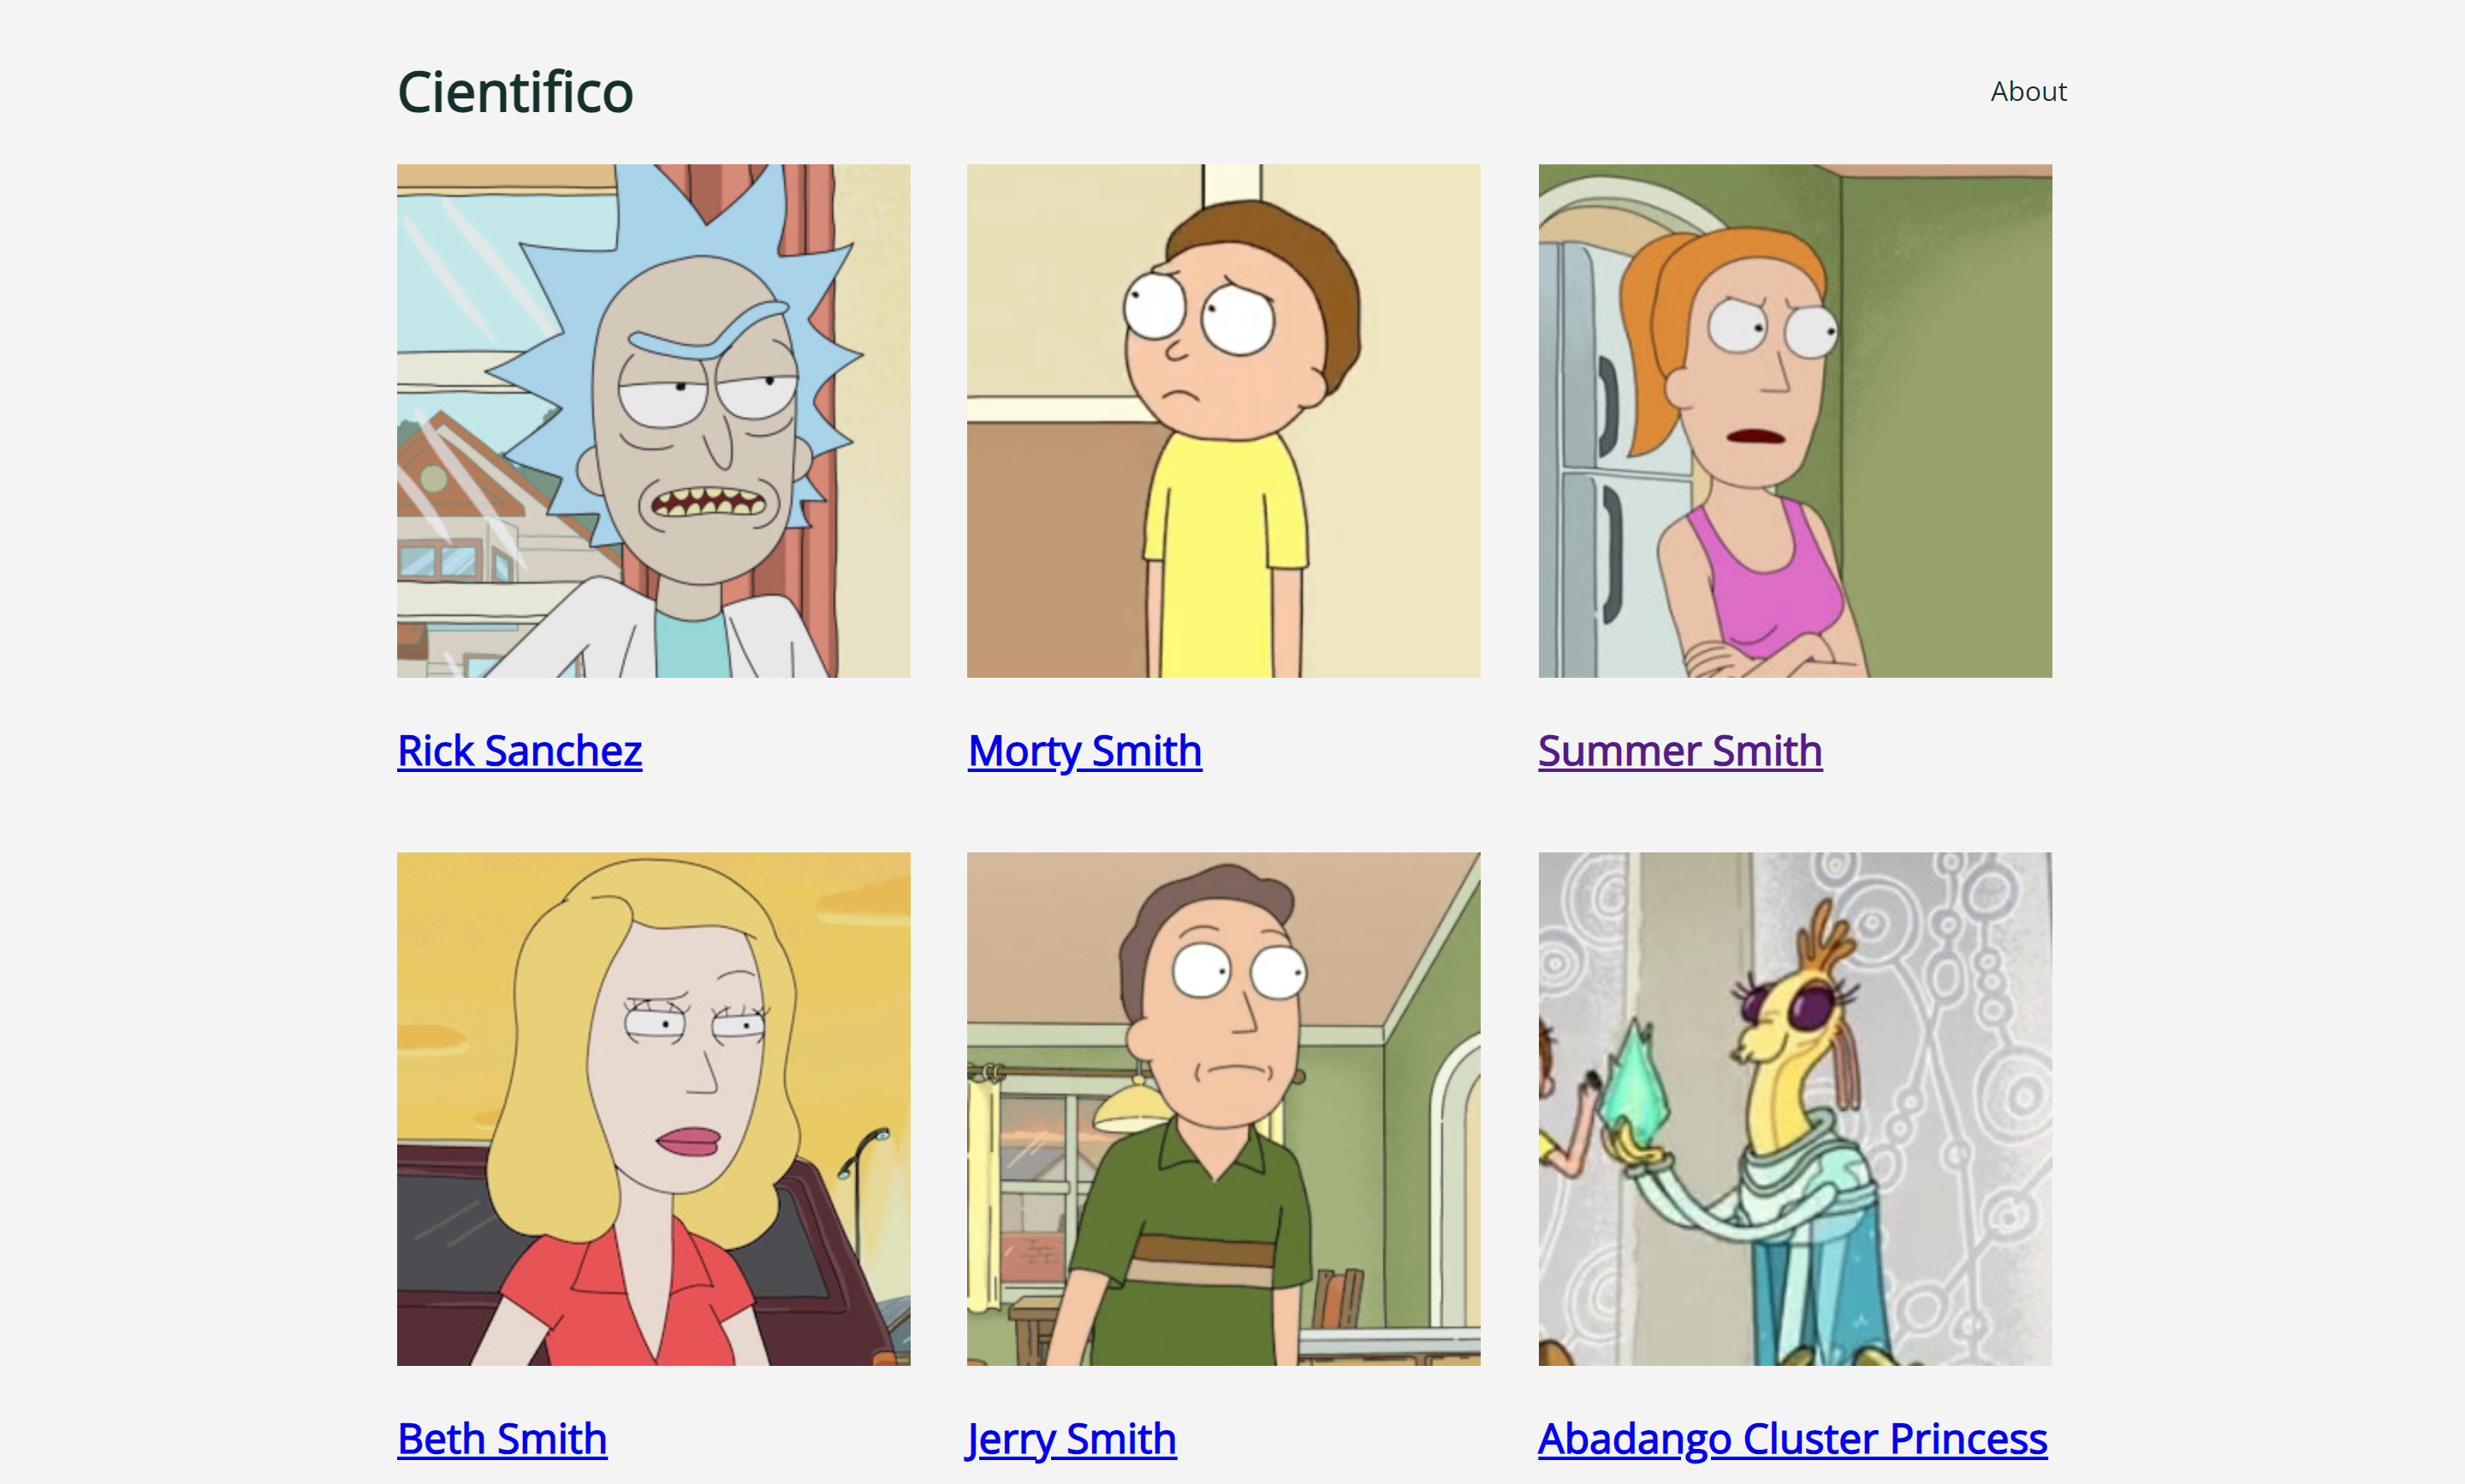 Cientifico
About
Rick Sanchez
Morty Smith
Summer Smith
Beth Smith
Jerry Smith
Abadango Cluster Princess